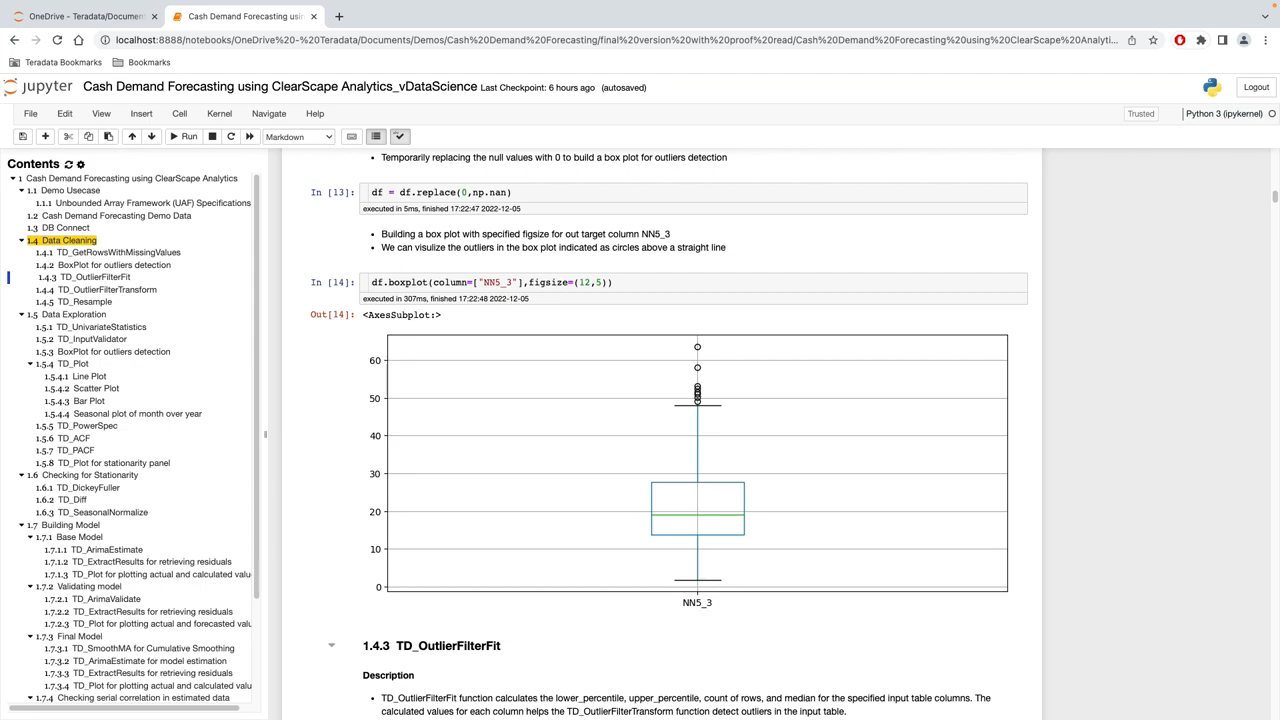 OneDrive - Teradata/Document
Cash Demand Forecasting usin
localhost:8888/notebooks/OneDrive%20-%20Teradata/Documents/Demos/Cash%20Demand%20Forecasting/final%20version%20with%20proof%20read/Cash%20Demand%20Forecasting%20using%20ClearScape%20Analyti...
Teradata Bookmarks
Bookmarks
jupyter Cash Demand Forecasting using ClearScape Analytics_vDataScience Last Checkpoint: 6 hours ago (autosaved)
Logout
File Edit View Insert Cell Kernel Navigate Help
Trusted
Python 3 (ipykernel)
Run
Markdown
Contents
1 Cash Demand Forecasting using ClearScape Analytics
1.1 Demo Usecase
1.1.1 Unbounded Array Framework (UAF) Specifications
1.2 Cash Demand Forecasting Demo Data
1.3 DB Connect
1.4 Data Cleaning
1.4.1 TD_GetRowsWithMissingValues
1.4.2 BoxPlot for outliers detection
1.4.3 TD_OutlierFilterFit
1.4.4 TD_OutlierFilterTransform
1.4.5 TD_Resample
1.5 Data Exploration
1.5.1 TD_UnivariateStatistics
1.5.2 TD_InputValidator
1.5.3 BoxPlot for outliers detection
1.5.4 TD_Plot
1.5.4.1 Line Plot
1.5.4.2 Scatter Plot
1.5.4.3 Bar Plot
1.5.4.4 Seasonal plot of month over year
1.5.5 TD_PowerSpec
1.5.6 TD_ACF
1.5.7 TD_PACF
1.5.8 TD_Plot for stationarity panel
1.6 Checking for Stationarity
1.6.1 TD_DickeyFuller
1.6.2 TD_Diff
1.6.3 TD_SeasonalNormalize
1.7 Building Model
1.7.1 Base Model
1.7.1.1 TD_ArimaEstimate
1.7.1.2 TD_ExtractResults for retrieving residuals
1.7.1.3 TD_Plot for plotting actual and calculated valu
1.7.2 Validating model
1.7.2.1 TD_ArimaValidate
1.7.2.2 TD_ExtractResults for retrieving residuals
1.7.2.3 TD_Plot for plotting actual and forecasted valu
1.7.3 Final Model
1.7.3.1 TD_SmoothMA for Cumulative Smoothing
1.7.3.2 TD_ArimaEstimate for model estimation
1.7.3.3 TD_ExtractResults for retrieving residuals
1.7.3.4 TD_Plot for plotting actual and calculated valu
1.7.4 Checking serial correlation in estimated data
Temporarily replacing the null values with 0 to build a box plot for outliers detection
In [13]: df = df.replace(0,np.nan)
executed in 5ms, finished 17:22:47 2022-12-05
Building a box plot with specified figsize for out target column NN5_3
We can visulize the outliers in the box plot indicated as circles above a straight line
In [14]: df.boxplot(column=["NN5_3"],figsize=(12,5))
executed in 307ms, finished 17:22:48 2022-12-05
Out[14]: <AxesSubplot:>
60
50
40
30
20
10
0
NN5_3
1.4.3 TD_OutlierFilterFit
Description
TD_OutlierFilterFit function calculates the lower_percentile, upper_percentile, count of rows, and median for the specified input table columns. The
calculated values for each column helps the TD_OutlierFilterTransform function detect outliers in the input table.